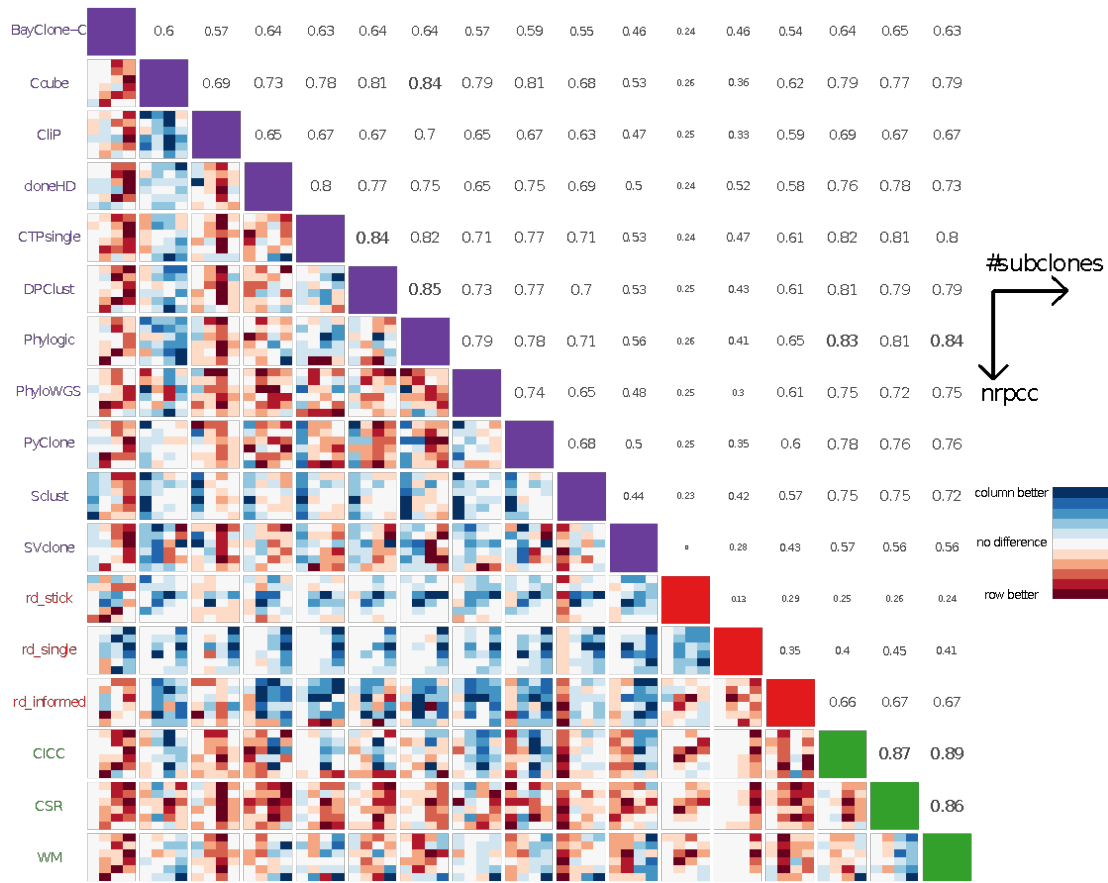 BayClone-C 0.6 0.57 0.64 0.63 0.64 0.64 0.57 0.59 0.55 0.46 0.24 0.46 0.54 0.64 0.65 0.63
Ccube 0.69 0.73 0.78 0.81 0.84 0.79 0.81 0.68 0.53 0.26 0.36 0.62 0.79 0.77 0.79
CliP 0.65 0.67 0.67 0.7 0.65 0.67 0.63 0.47 0.25 0.33 0.59 0.69 0.67 0.67
cloneHD 0.8 0.77 0.75 0.65 0.75 0.69 0.5 0.24 0.52 0.58 0.76 0.78 0.73
CTPsingle 0.84 0.82 0.71 0.77 0.71 0.53 0.24 0.47 0.61 0.82 0.81 0.8
#subclones
DPClust 0.85 0.73 0.77 0.7 0.53 0.25 0.43 0.61 0.81 0.79 0.79
Phylogic 0.79 0.78 0.71 0.56 0.26 0.41 0.65 0.83 0.81 0.84
PhyloWGS 0.74 0.65 0.48 0.25 0.3 0.61 0.75 0.72 0.75
nrpcc
PyClone 0.68 0.5 0.25 0.35 0.6 0.78 0.76 0.76
Sclust 0.44 0.23 0.42 0.57 0.75 0.75 0.72
column better
SVclone 0 0.28 0.43 0.57 0.56 0.56
no difference
rd_stick 0.13 0.29 0.25 0.26 0.24
row better
rd_single 0.35 0.4 0.45 0.41
rd_informed 0.66 0.67 0.67
CICC 0.87 0.89
CSR 0.86
WM